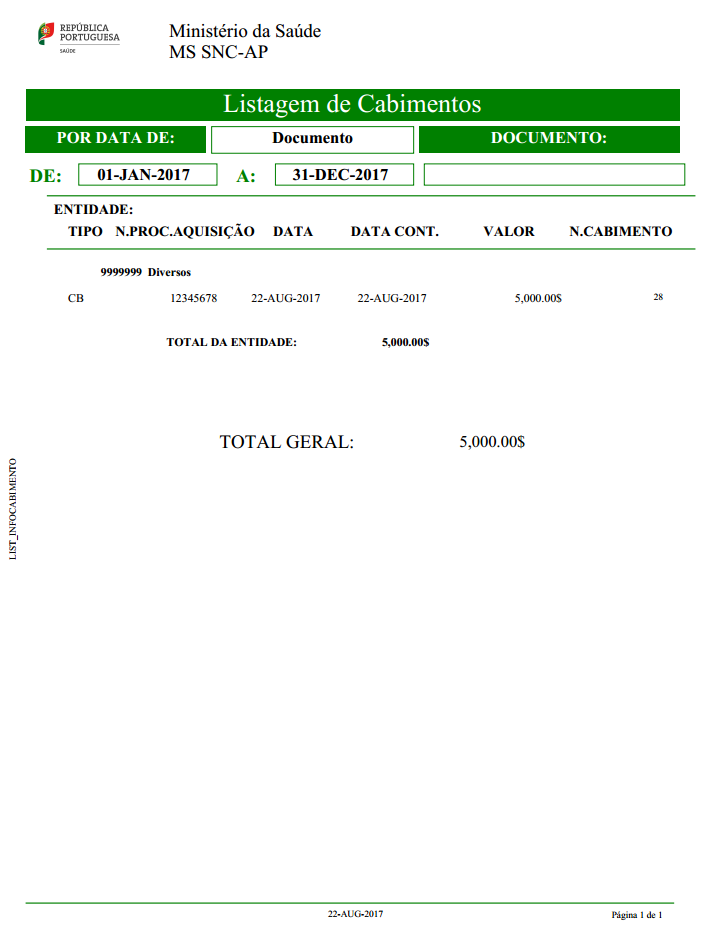 REPÚBLICA
PORTUGUESA
SAÚDE
Ministério da Saúde
MS SNC-AP
Listagem de Cabimentos
POR DATA DE: Documento DOCUMENTO:
DE: 01-JAN-2017 A: 31-DEC-2017
ENTIDADE:
TIPO N.PROC.AQUISIÇÃO DATA DATA CONT. VALOR N.CABIMENTO
9999999 Diversos
CB 12345678 22-AUG-2017 22-AUG-2017 5,000.00$ 28
TOTAL DA ENTIDADE: 5,000.00$
TOTAL GERAL: 5,000.00$
LIST_INFOCABIMENTO
22-AUG-2017 Página 1 de 1